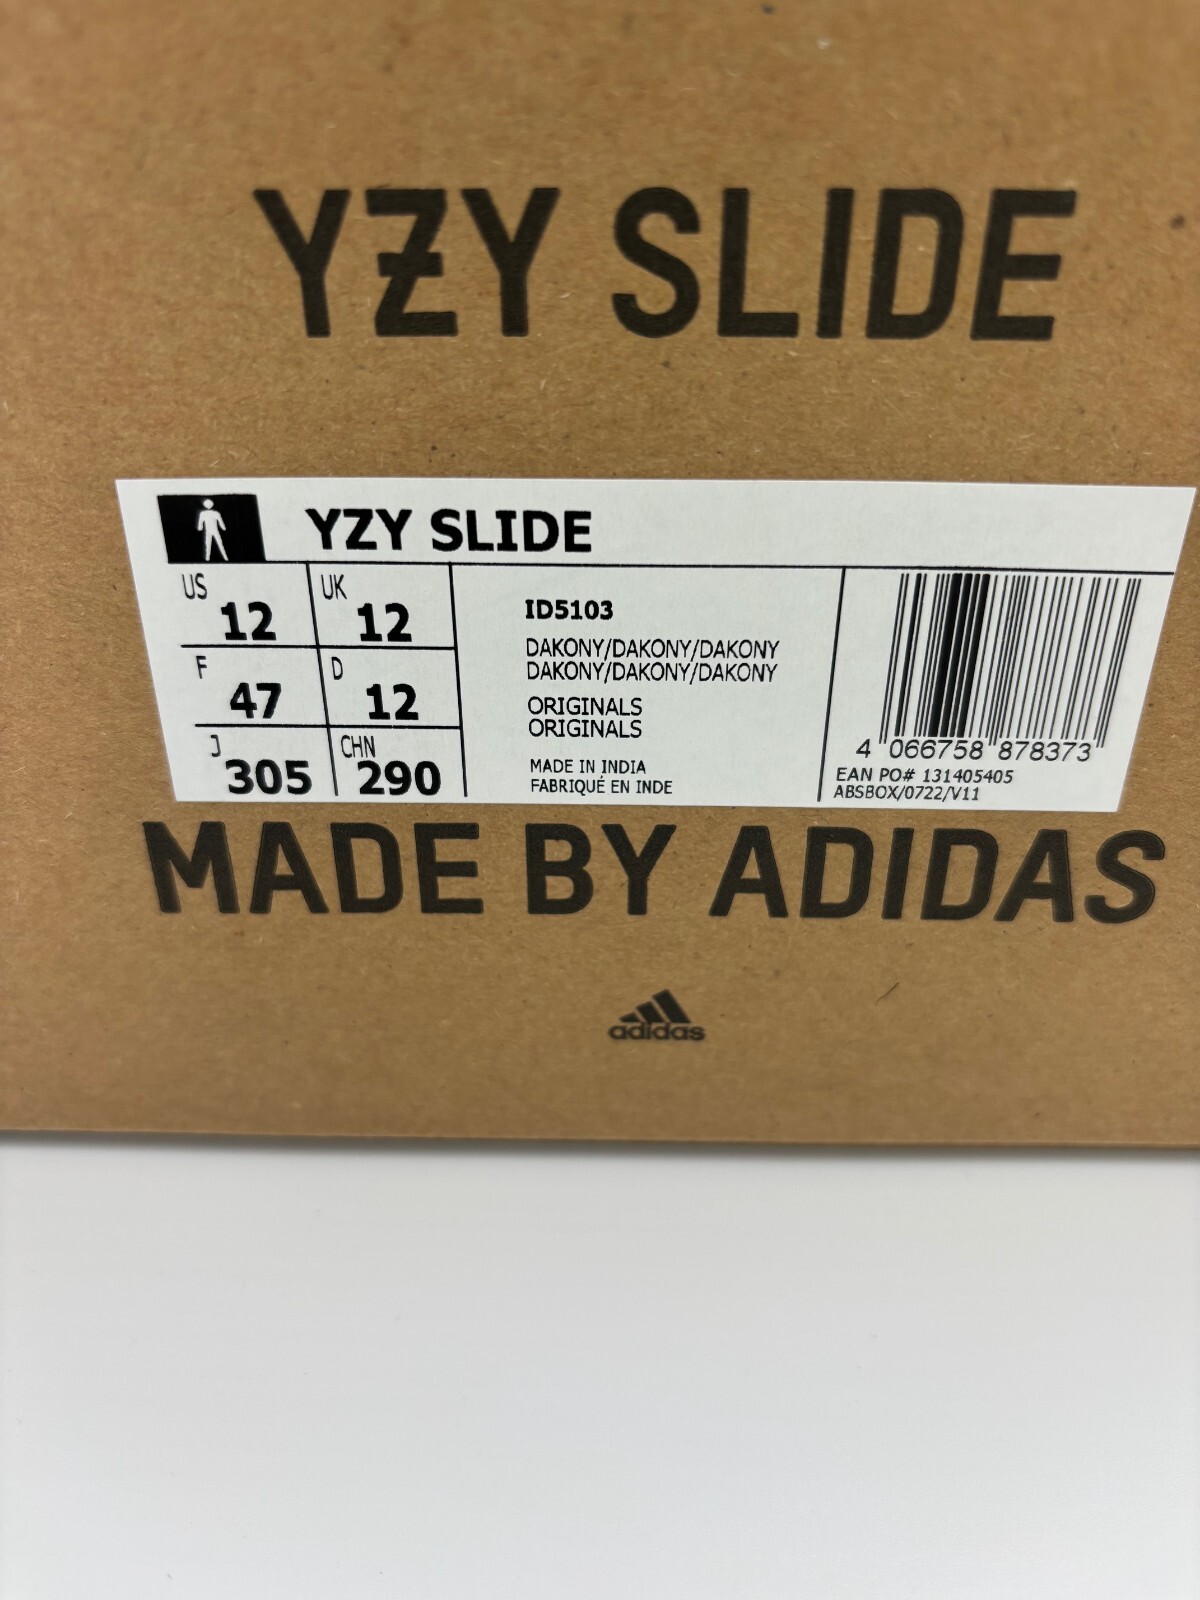 YZY SLIDE
YZY SLIDE
US 12 UK 12
F 47 D 12
J 305 CHN 290
ID5103
DAKONY/DAKONY/DAKONY
DAKONY/DAKONY/DAKONY
ORIGINALS
ORIGINALS
MADE IN INDIA
FABRIQUÉ EN INDE
4 066758 878373
EAN PO# 131405405
ABSBOX/0722/V11
MADE BY ADIDAS
adidas